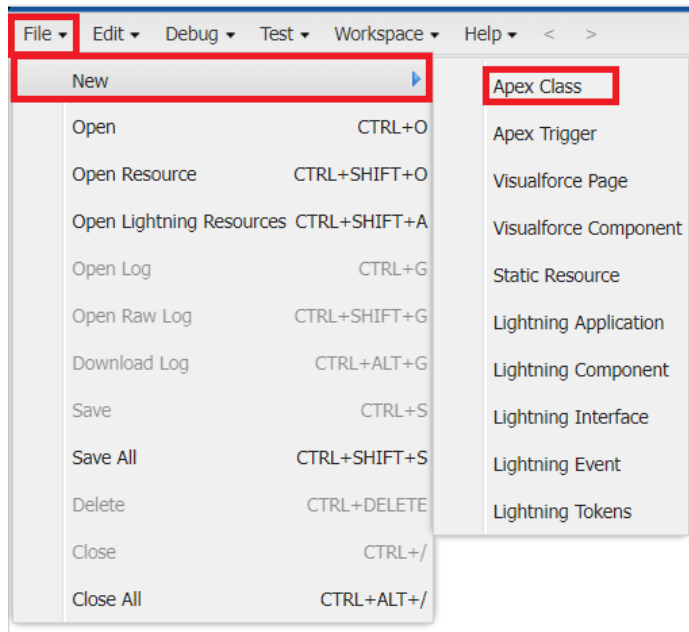 File Edit Debug Test Workspace Help < >
New
Open CTRL+O
Open Resource CTRL+SHIFT+O
Open Lightning Resources CTRL+SHIFT+A
Open Log CTRL+G
Open Raw Log CTRL+SHIFT+G
Download Log CTRL+ALT+G
Save CTRL+S
Save All CTRL+SHIFT+S
Delete CTRL+DELETE
Close CTRL+/
Close All CTRL+ALT+/
Apex Class
Apex Trigger
Visualforce Page
Visualforce Component
Static Resource
Lightning Application
Lightning Component
Lightning Interface
Lightning Event
Lightning Tokens